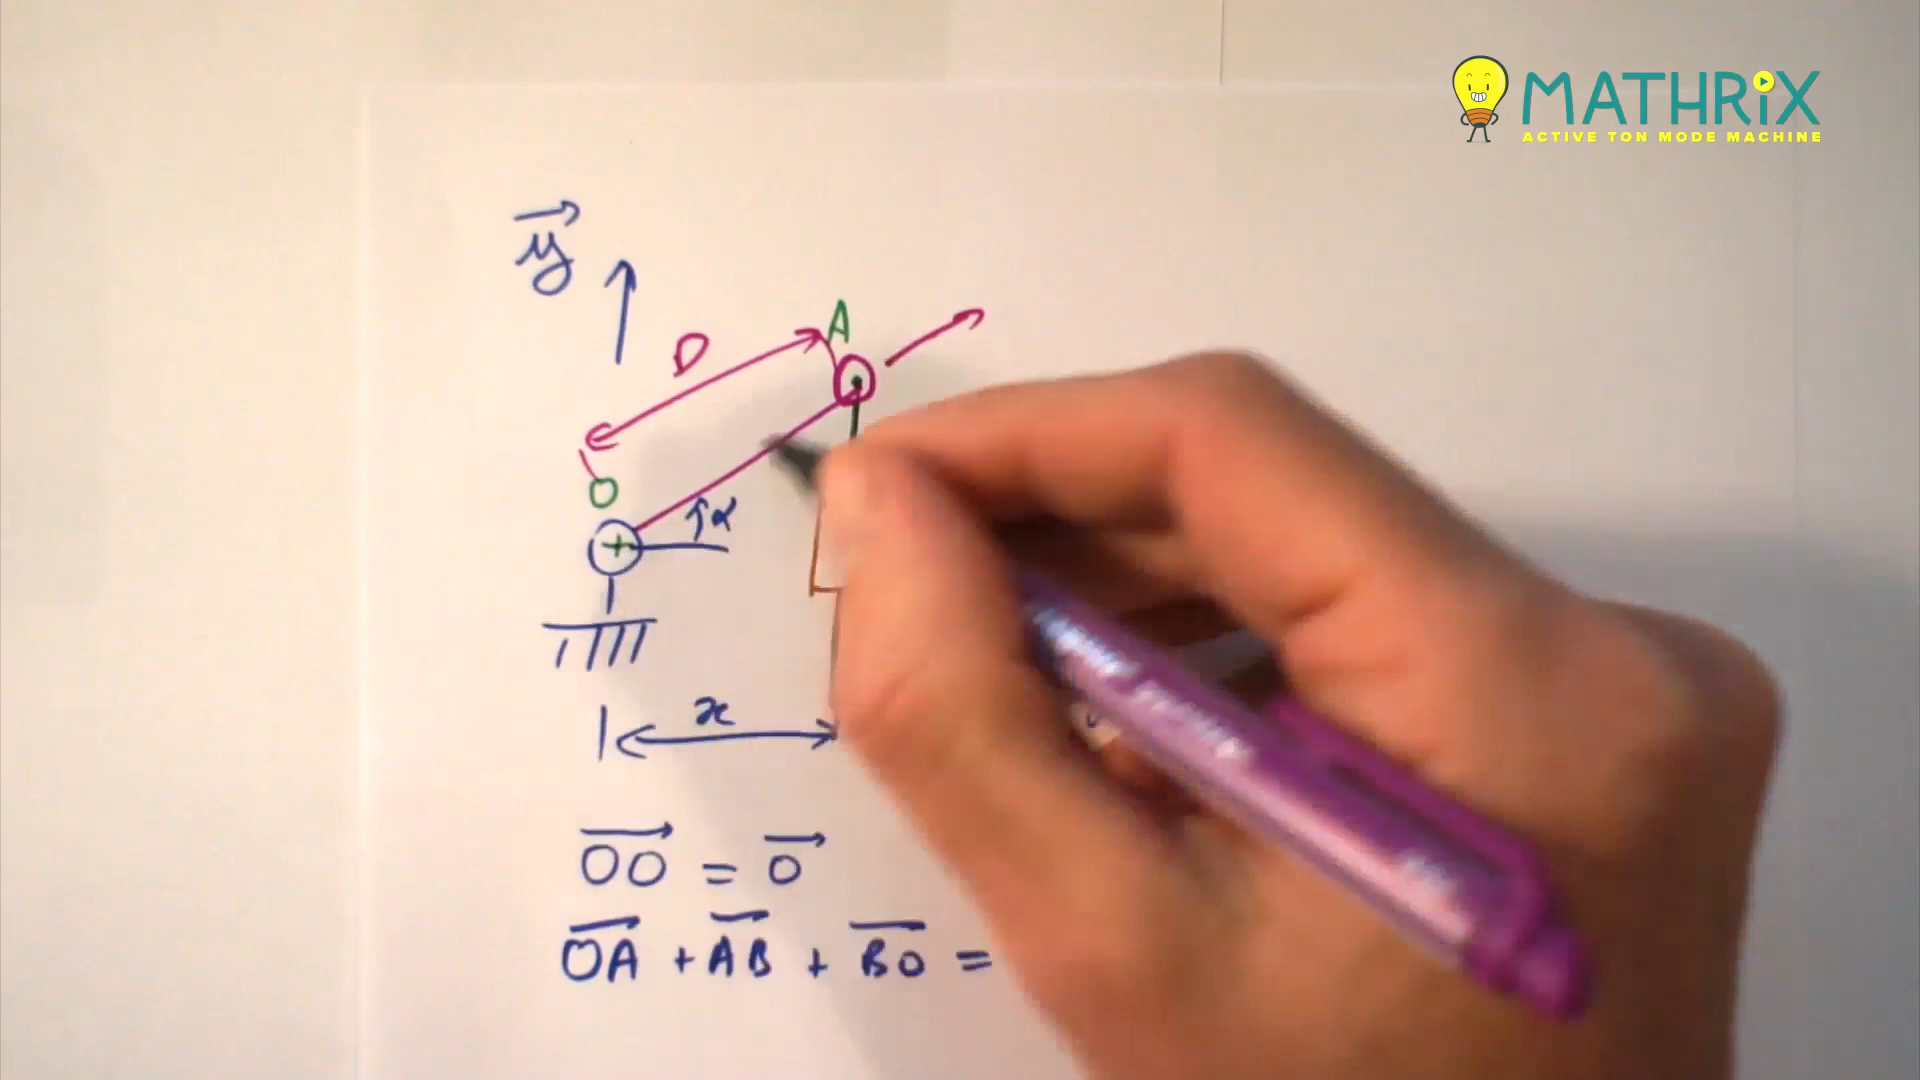 MATHRiX
ACTIVE TON MODE MACHINE
y
A
D
O
α
x
OO = O
OA + AB + BO =